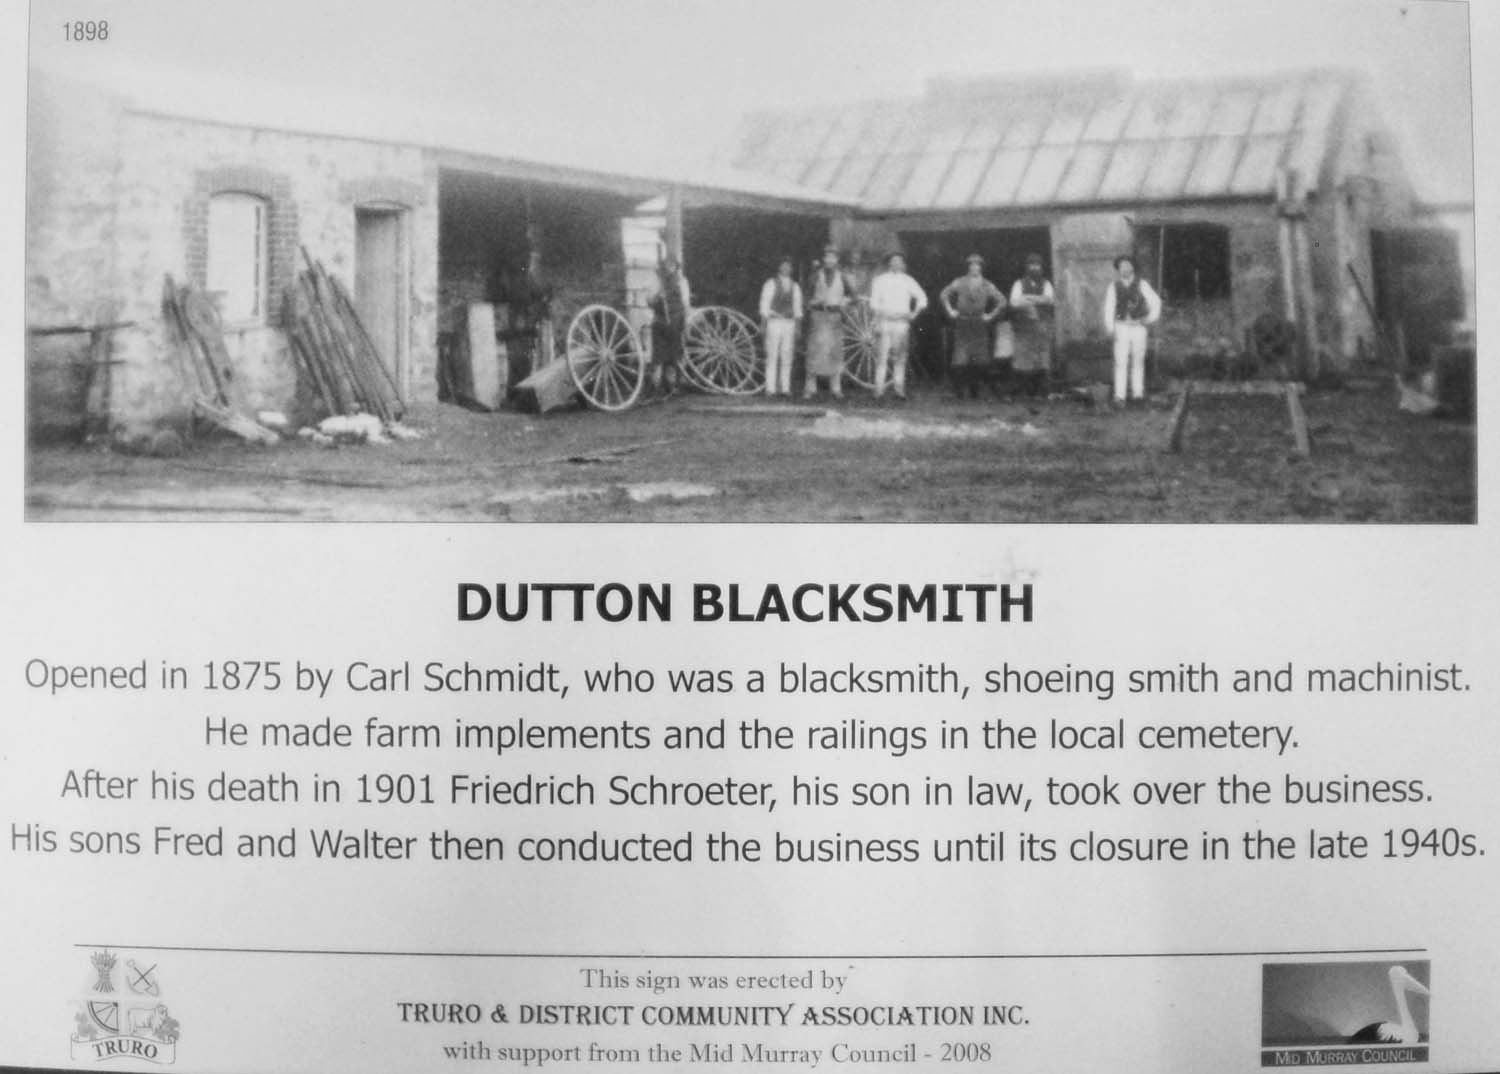 1898
DUTTON BLACKSMITH
Opened in 1875 by Carl Schmidt, who was a blacksmith, shoeing smith and machinist.
He made farm implements and the railings in the local cemetery.
After his death in 1901 Friedrich Schroeter, his son in law, took over the business.
His sons Fred and Walter then conducted the business until its closure in the late 1940s.
This sign was erected by
TRURO & DISTRICT COMMUNITY ASSOCIATION INC.
with support from the Mid Murray Council - 2008
TRURO
MID MURRAY COUNCIL